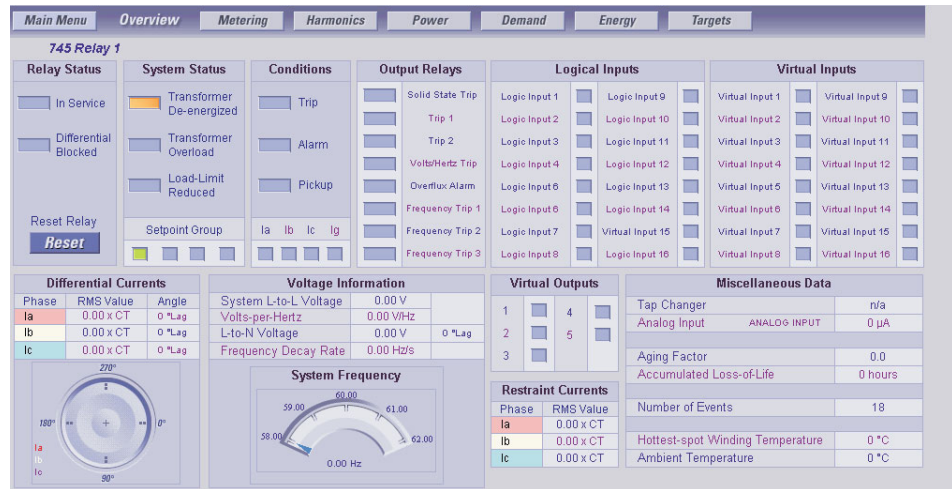 Main Menu Overview Metering Harmonics Power Demand Energy Targets
745 Relay 1
Relay Status
In Service
Differential
Blocked
Reset Relay
Reset
System Status
Transformer
De-energized
Transformer
Overload
Load-Limit
Reduced
Setpoint Group
Conditions
Trip
Alarm
Pickup
Ia Ib Ic Ig
Output Relays
Solid State Trip
Trip 1
Trip 2
Volts/Hertz Trip
Overflux Alarm
Frequency Trip 1
Frequency Trip 2
Frequency Trip 3
Logical Inputs
Logic Input 1 Logic Input 9
Logic Input 2 Logic Input 10
Logic Input 3 Logic Input 11
Logic Input 4 Logic Input 12
Logic Input 6 Logic Input 13
Logic Input 6 Logic Input 14
Logic Input 7 Virtual Input 15
Logic Input 8 Logic Input 16
Virtual Inputs
Virtual Input 1 Virtual Input 9
Virtual Input 2 Virtual Input 10
Virtual Input 3 Virtual Input 11
Virtual Input 4 Virtual Input 12
Virtual Input 5 Virtual Input 13
Virtual Input 6 Virtual Input 14
Virtual Input 7 Virtual Input 15
Virtual Input 8 Virtual Input 16
Differential Currents
Phase RMS Value Angle
Ia 0.00 x CT 0 °Lag
Ib 0.00 x CT 0 °Lag
Ic 0.00 x CT 0 °Lag
270°
180° 0°
Ia
Ib
Ic
90°
Voltage Information
System L-to-L Voltage 0.00 V
Volts-per-Hertz 0.00 V/Hz
L-to-N Voltage 0.00 V 0 °Lag
Frequency Decay Rate 0.00 Hz/s
System Frequency
60.00
59.00 61.00
58.00 62.00
0.00 Hz
Virtual Outputs
1 4
2 5
3
Restraint Currents
Phase RMS Value
Ia 0.00 x CT
Ib 0.00 x CT
Ic 0.00 x CT
Miscellaneous Data
Tap Changer n/a
Analog Input ANALOG INPUT 0 µA
Aging Factor 0.0
Accumulated Loss-of-Life 0 hours
Number of Events 18
Hottest-spot Winding Temperature 0 °C
Ambient Temperature 0 °C